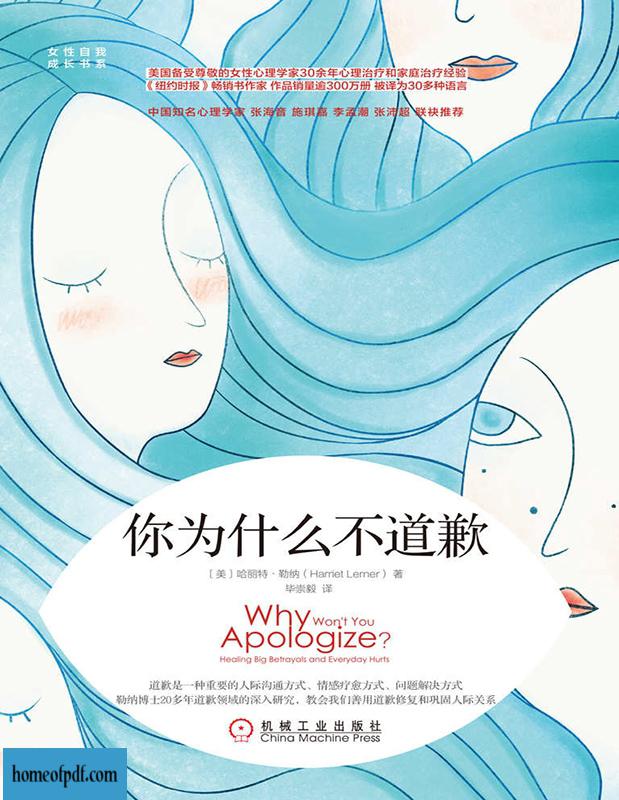 女性自我
成长书系
美国备受尊敬的女性心理学家30余年心理治疗和家庭治疗经验
《纽约时报》畅销书作家 作品销量逾300万册 被译为30多种语言
中国知名心理学家 张海音 施琪嘉 李孟潮 张沛超 联袂推荐
你为什么不道歉
[美]哈丽特·勒纳(Harriet Lerner)著
毕崇毅 译
Why Won't You
Apologize?
Healing Big Betrayals and Everyday Hurts
道歉是一种重要的人际沟通方式、情感疗愈方式、问题解决方式
勒纳博士20多年道歉领域的深入研究,教会我们善用道歉修复和巩固人际关系
机械工业出版社
China Machine Press
homeofpdf.com